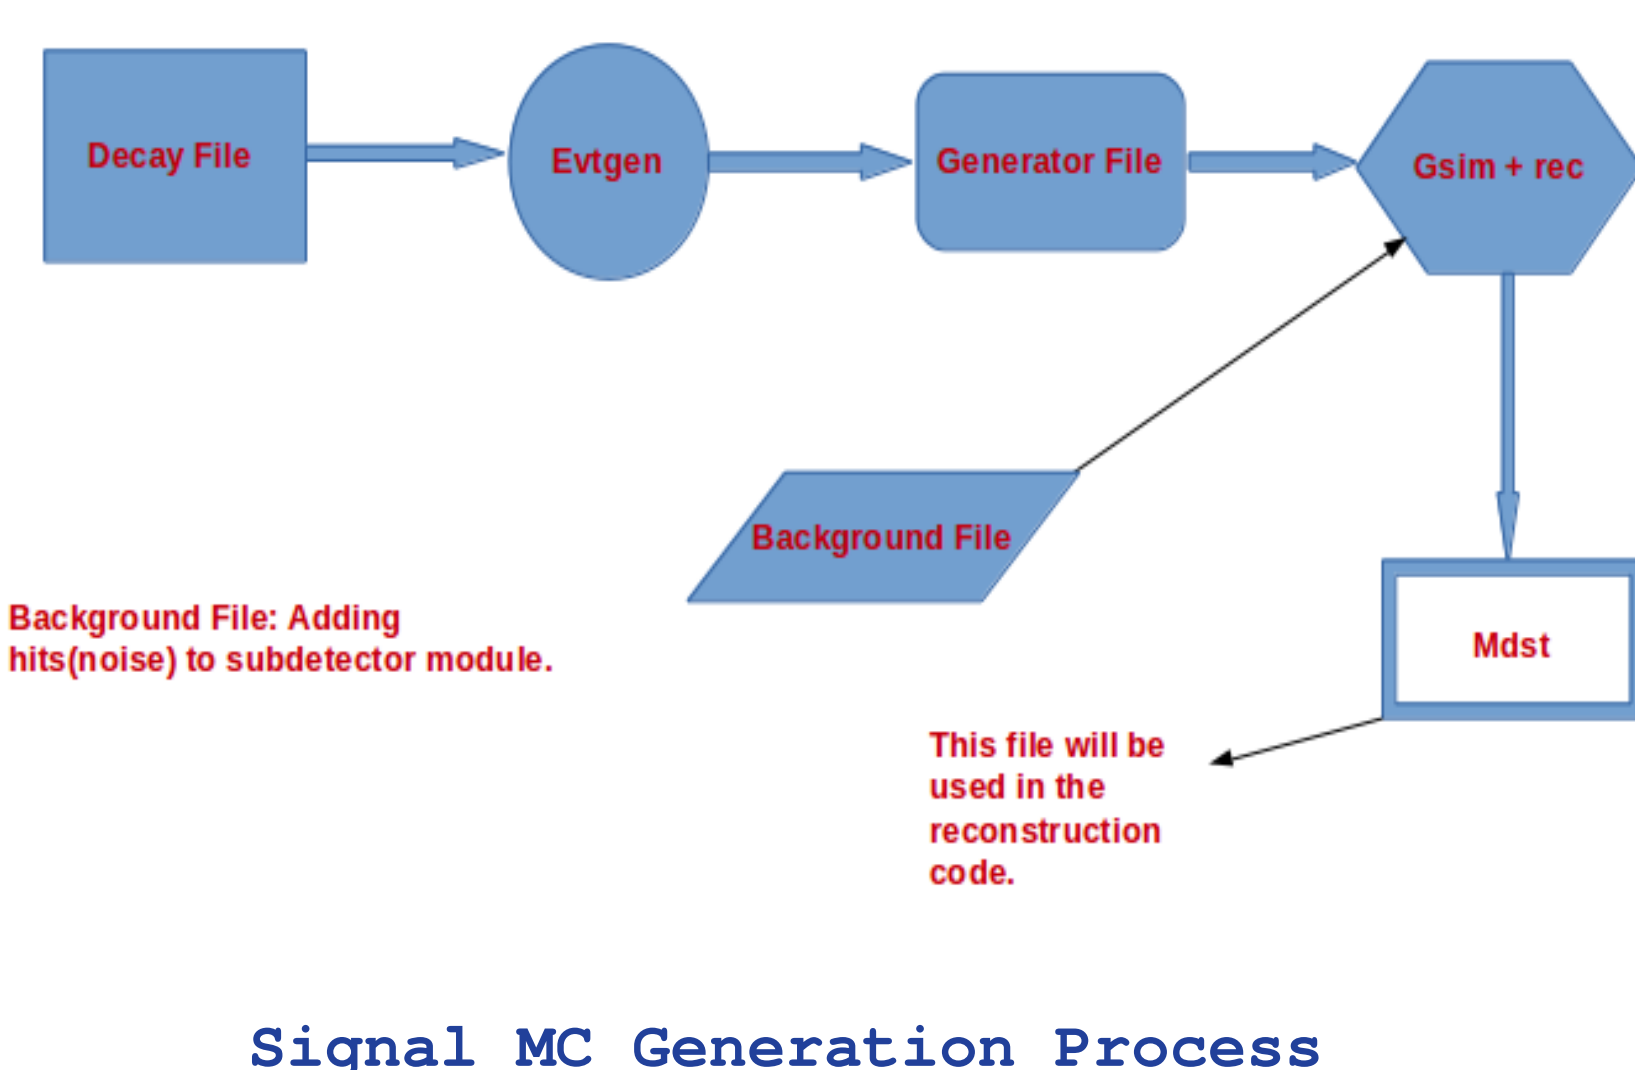 Decay File
Evtgen
Generator File
Gsim + rec
Background File
Background File: Adding
hits(noise) to subdetector module.
Mdst
This file will be
used in the
reconstruction
code.
Signal MC Generation Process